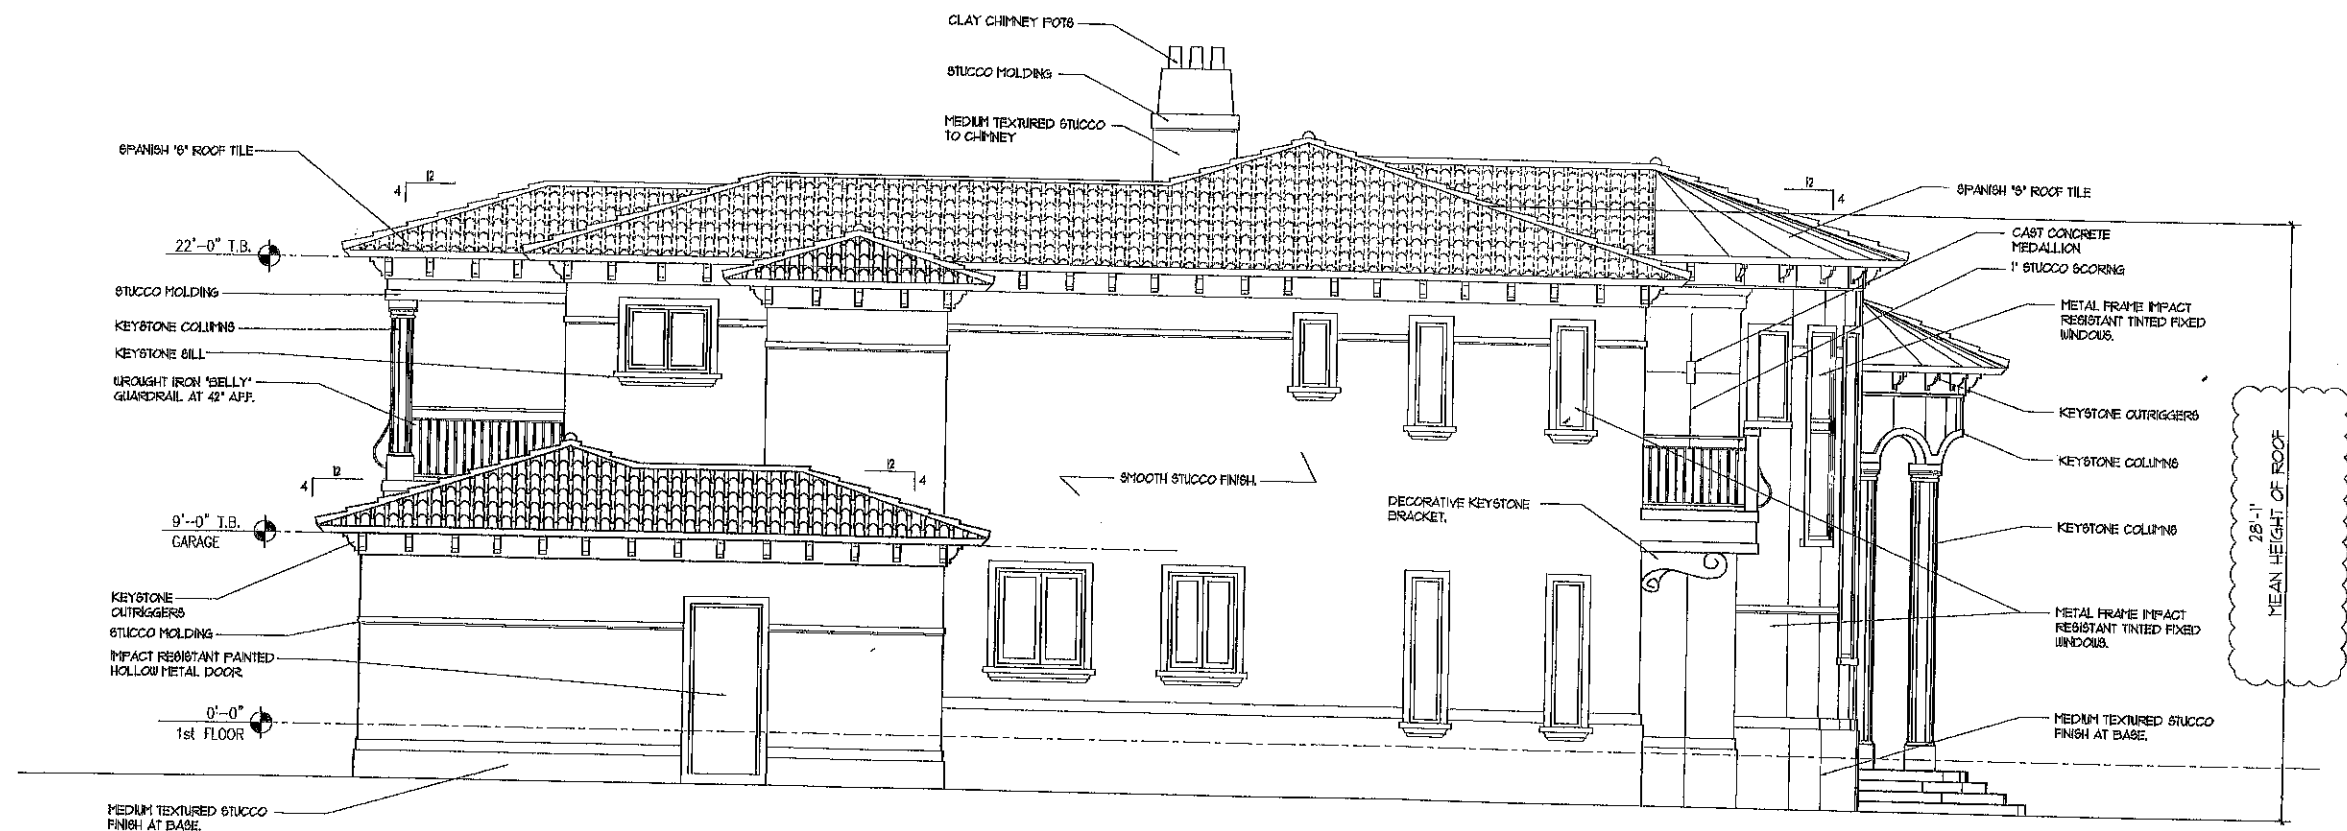 CLAY CHIMNEY POTS
STUCCO MOLDING
MEDIUM TEXTURED STUCCO
TO CHIMNEY
SPANISH "S" ROOF TILE
12
4
22'-0" T.B.
STUCCO MOLDING
KEYSTONE COLUMNS
KEYSTONE SILL
WROUGHT IRON "BELLY"
GUARDRAIL AT 42" AFF.
12
4
12
4
9'-0" T.B.
GARAGE
KEYSTONE
OUTRIGGERS
STUCCO MOLDING
IMPACT RESISTANT PAINTED
HOLLOW METAL DOOR
0'-0"
1st FLOOR
MEDIUM TEXTURED STUCCO
FINISH AT BASE.
SMOOTH STUCCO FINISH.
DECORATIVE KEYSTONE
BRACKET.
12
4
SPANISH "S" ROOF TILE
CAST CONCRETE
MEDALLION
1" STUCCO SCORING
METAL FRAME IMPACT
RESISTANT TINTED FIXED
WINDOWS.
KEYSTONE OUTRIGGERS
KEYSTONE COLUMNS
KEYSTONE COLUMNS
METAL FRAME IMPACT
RESISTANT TINTED FIXED
WINDOWS.
MEDIUM TEXTURED STUCCO
FINISH AT BASE.
28'-1"
MEAN HEIGHT OF ROOF